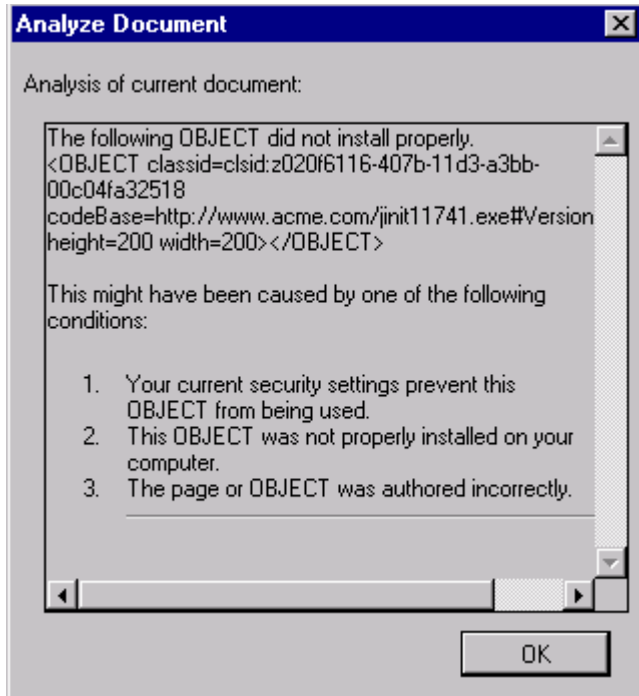 Analyze Document
Analysis of current document:
The following OBJECT did not install properly.
<OBJECT classid=clsid:z020f6116-407b-11d3-a3bb-
00c04fa32518
codeBase=http://www.acme.com/jinit11741.exe#Version
height=200 width=200></OBJECT>
This might have been caused by one of the following
conditions:
1. Your current security settings prevent this
OBJECT from being used.
2. This OBJECT was not properly installed on your
computer.
3. The page or OBJECT was authored incorrectly.
OK